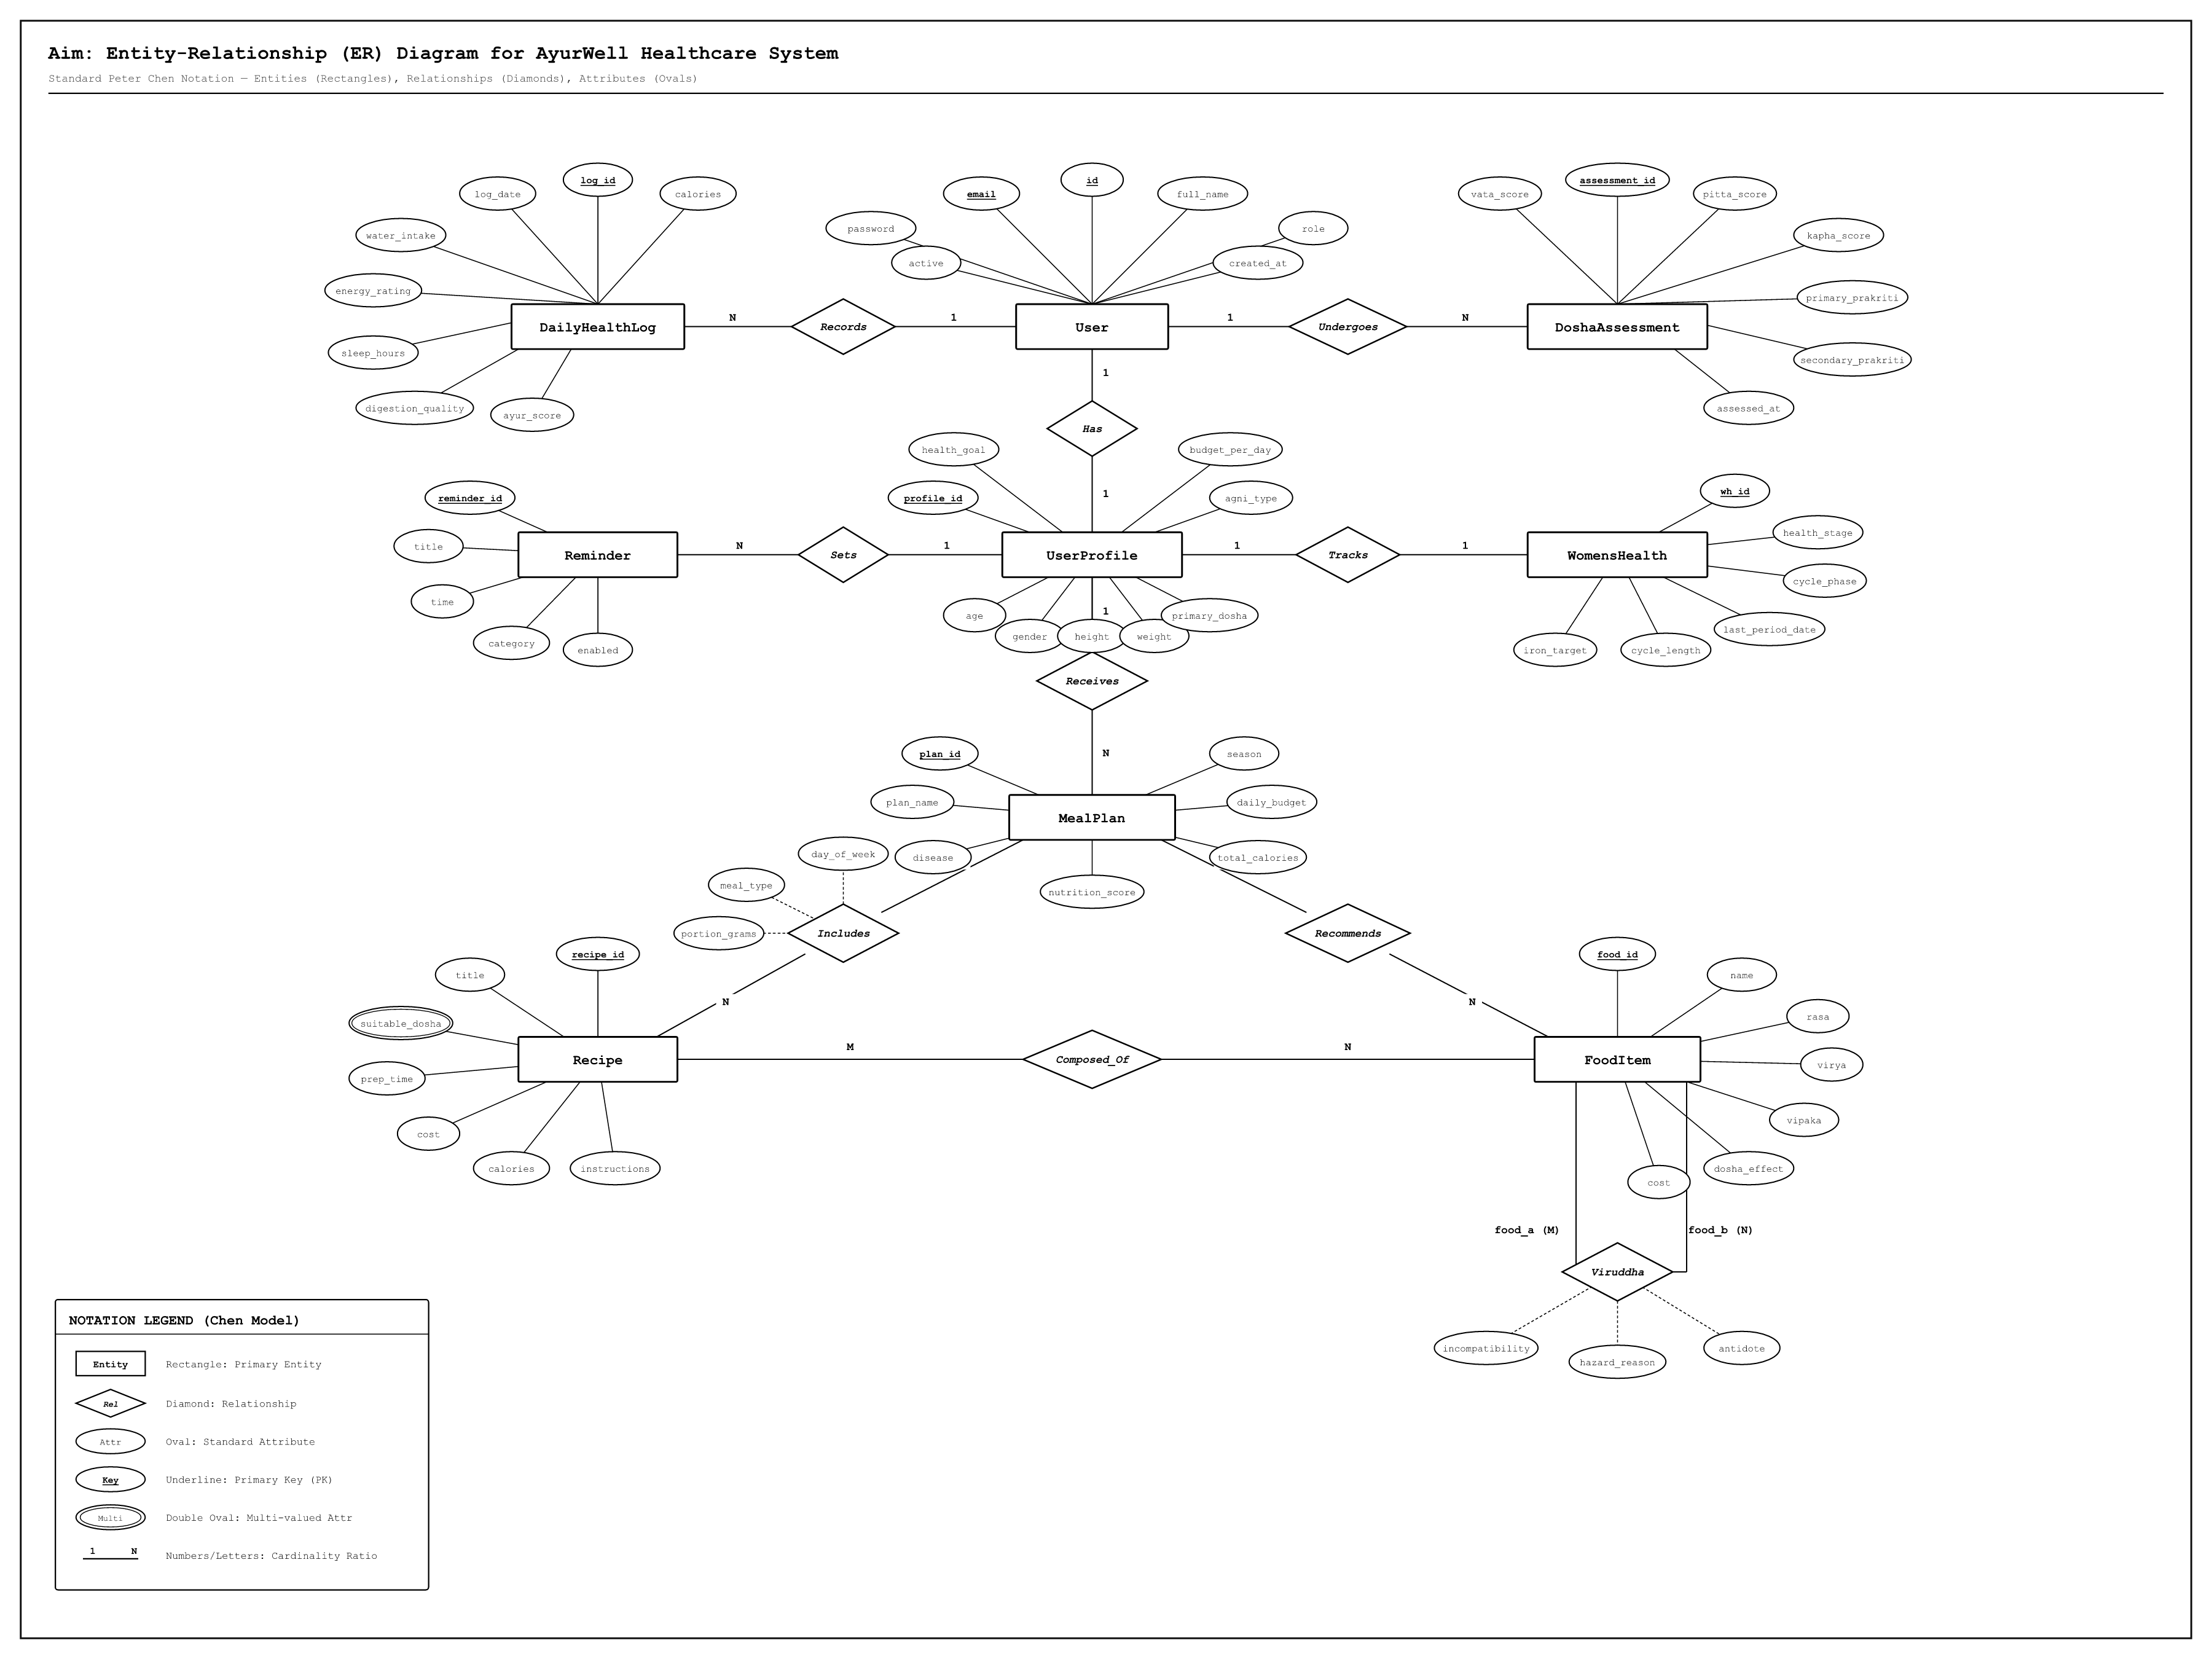 Aim: Entity-Relationship (ER) Diagram for AyurWell Healthcare System
Standard Peter Chen Notation — Entities (Rectangles), Relationships (Diamonds), Attributes (Ovals)
log_id
log_date
calories
water_intake
energy_rating
sleep_hours
digestion_quality
ayur_score
DailyHealthLog
N
Records
1
email
id
full_name
password
role
active
created_at
User
1
Undergoes
N
vata_score
assessment_id
pitta_score
kapha_score
primary_prakriti
secondary_prakriti
assessed_at
DoshaAssessment
1
Has
1
reminder_id
title
time
category
enabled
Reminder
N
Sets
1
health_goal
budget_per_day
profile_id
agni_type
UserProfile
age
gender
height
weight
primary_dosha
1
Tracks
1
wh_id
health_stage
cycle_phase
last_period_date
cycle_length
iron_target
WomensHealth
1
Receives
N
plan_id
season
plan_name
daily_budget
MealPlan
disease
total_calories
nutrition_score
day_of_week
meal_type
portion_grams
Includes
N
Recommends
N
recipe_id
title
suitable_dosha
prep_time
cost
calories
instructions
Recipe
M
Composed_Of
N
food_id
name
rasa
virya
vipaka
dosha_effect
cost
FoodItem
food_a (M)
food_b (N)
Viruddha
incompatibility
hazard_reason
antidote
NOTATION LEGEND (Chen Model)
Entity
Rectangle: Primary Entity
Rel
Diamond: Relationship
Attr
Oval: Standard Attribute
Key
Underline: Primary Key (PK)
Multi
Double Oval: Multi-valued Attr
1 N
Numbers/Letters: Cardinality Ratio